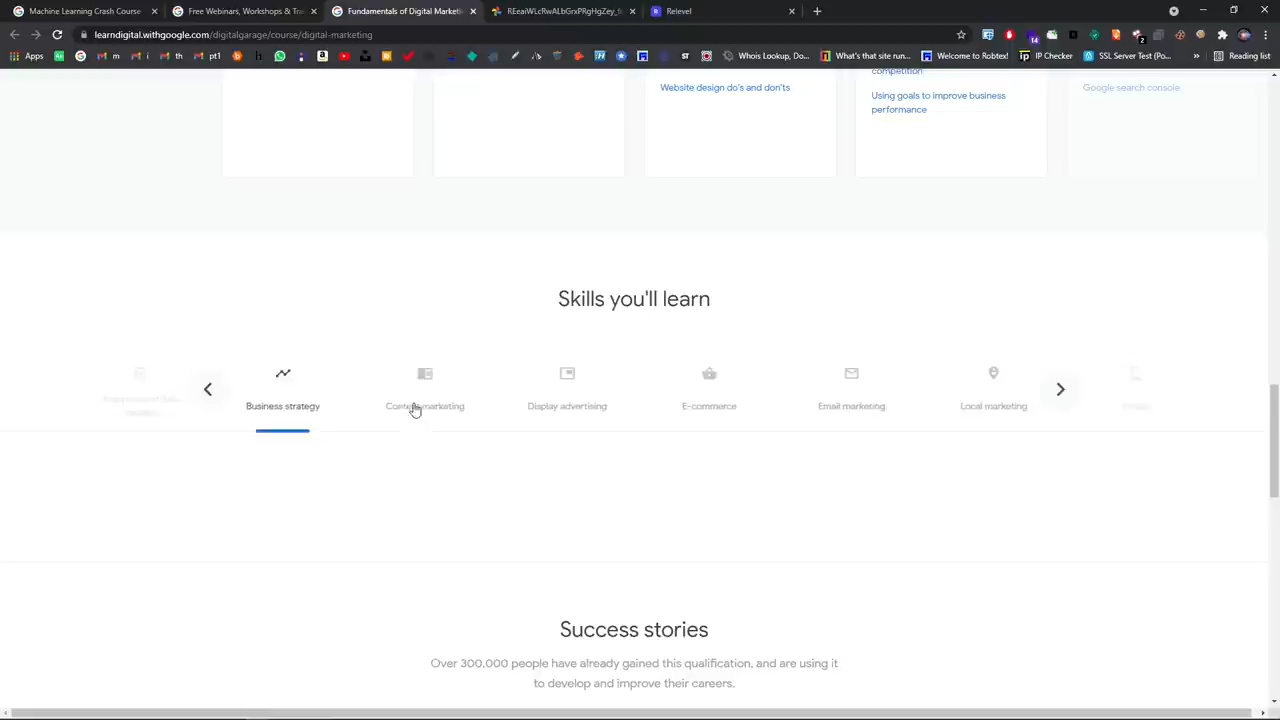 Machine Learning Crash Course
Free Webinars, Workshops & Tra
Fundamentals of Digital Marketi
Relevel
learndigital.withgoogle.com/digitalgarage/course/digital-marketing
Apps
m
m
pt1
Whois Lookup, Do...
What's that site run...
Welcome to Robtex!
IP Checker
SSL Server Test (Po...
Reading list
competition
Website design do's and don'ts
Google search console
Using goals to improve business
performance
Skills you'll learn
Business strategy
Content marketing
Display advertising
E-commerce
Email marketing
Local marketing
Success stories
Over 300,000 people have already gained this qualification, and are using it
to develop and improve their careers.